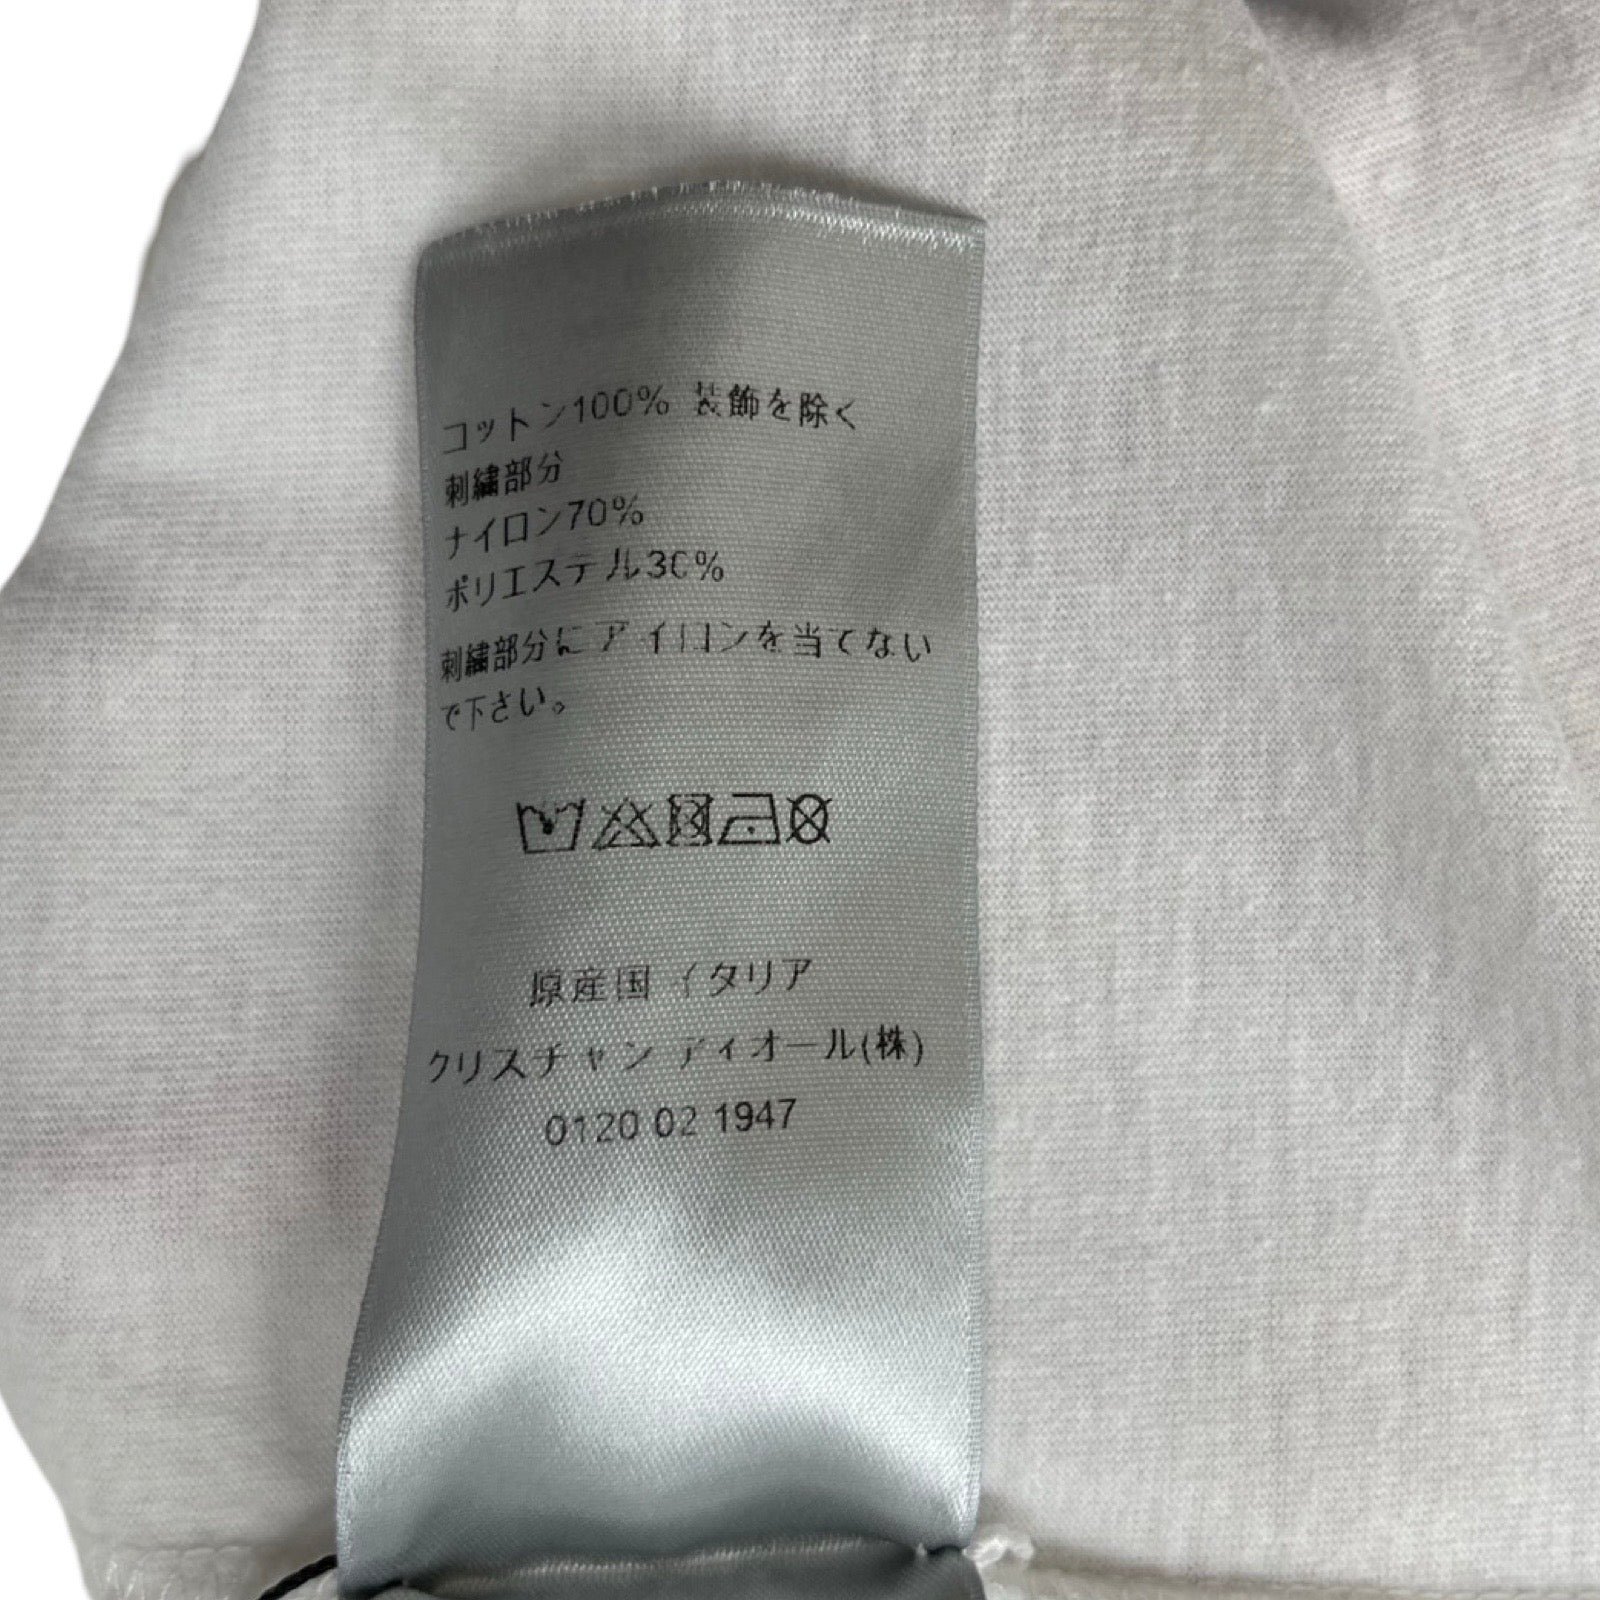 コットン100% 装飾を除く
刺繍部分
ナイロン70%
ポリエステル30%
刺繍部分にアイロンを当てない
で下さい。
原産国 イタリア
クリスチャン ディオール(株)
0120 02 1947